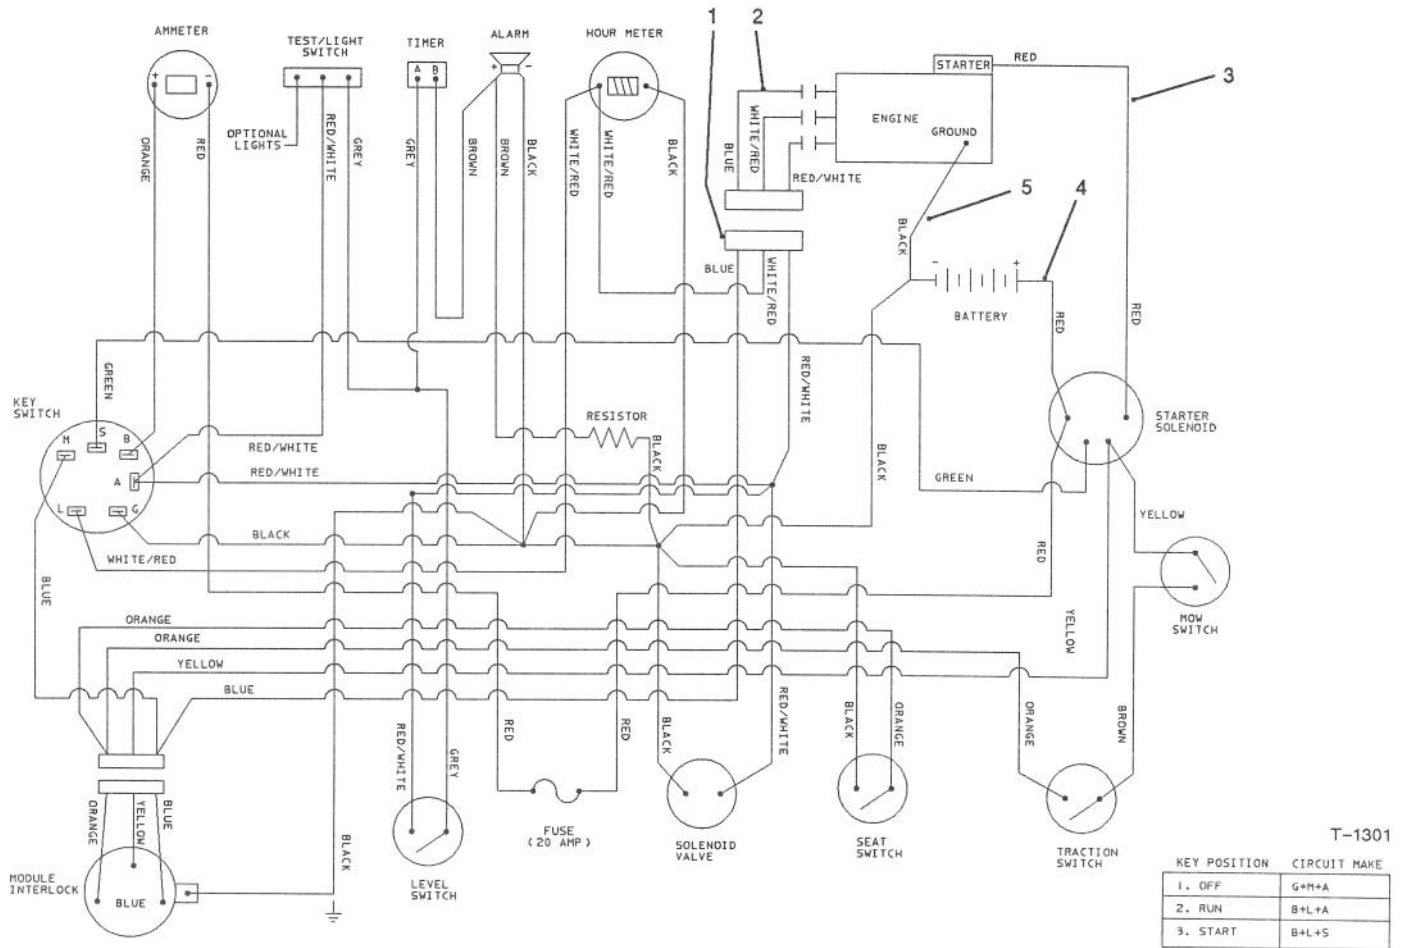 1
2
3
4
5
AMMETER
TEST/LIGHT
SWITCH
TIMER
ALARM
HOUR METER
STARTER
RED
+
-
A B
+
-
ENGINE
GROUND
OPTIONAL
LIGHTS
ORANGE
RED
RED/WHITE
GREY
GREY
BROWN
BROWN
BLACK
WHITE/RED
WHITE/RED
BLACK
BLUE
WHITE/RED
RED/WHITE
BLACK
BLUE
WHITE/RED
-
+
BATTERY
RED
RED
GREEN
RED/WHITE
KEY
SWITCH
M
S
B
A
L
G
RED/WHITE
RED/WHITE
RESISTOR
BLACK
BLACK
STARTER
SOLENOID
GREEN
YELLOW
BLACK
WHITE/RED
BLUE
RED
YELLOW
MOW
SWITCH
ORANGE
ORANGE
YELLOW
BLUE
RED/WHITE
GREY
RED
RED
BLACK
RED/WHITE
BLACK
ORANGE
ORANGE
BROWN
ORANGE
YELLOW
BLUE
BLACK
FUSE
(20 AMP)
SOLENOID
VALVE
SEAT
SWITCH
TRACTION
SWITCH
LEVEL
SWITCH
MODULE
INTERLOCK
BLUE
T-1301
KEY POSITION CIRCUIT MAKE
1. OFF G+M+A
2. RUN B+L+A
3. START B+L+S